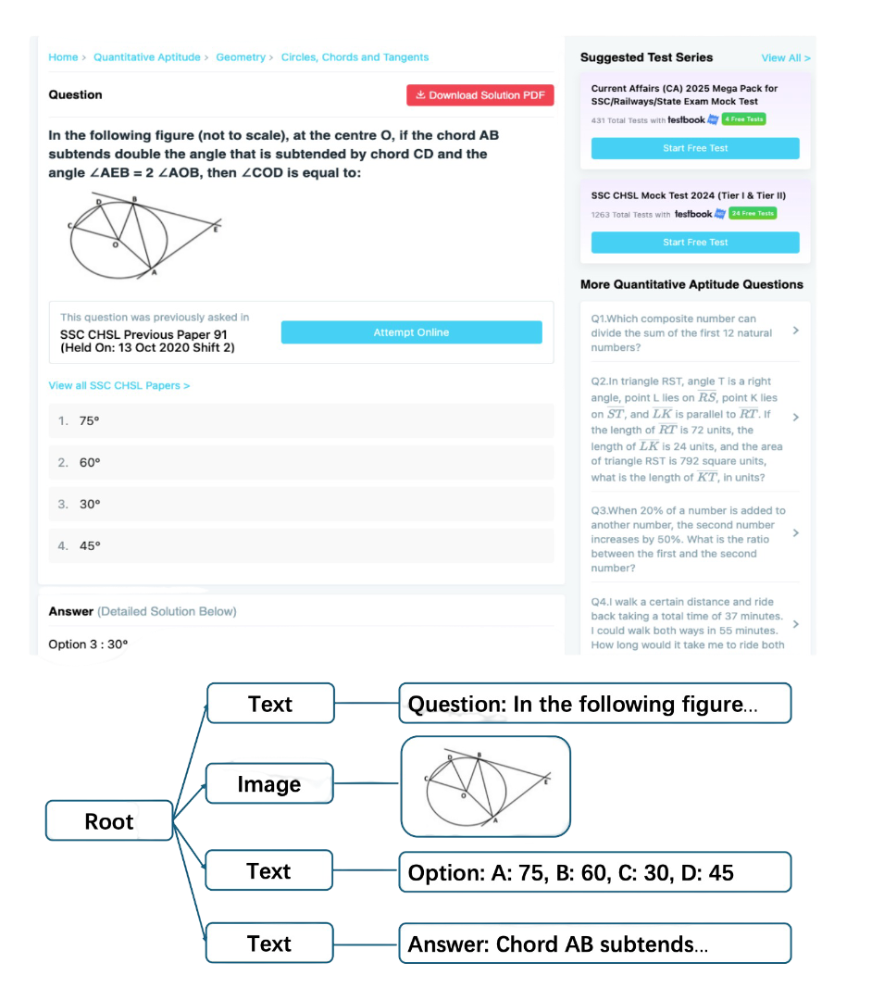 Home > Quantitative Aptitude > Geometry > Circles, Chords and Tangents
Question
Download Solution PDF
In the following figure (not to scale), at the centre O, if the chord AB
subtends double the angle that is subtended by chord CD and the
angle ∠AEB = 2 ∠AOB, then ∠COD is equal to:
D
B
C
E
O
A
This question was previously asked in
SSC CHSL Previous Paper 91
(Held On: 13 Oct 2020 Shift 2)
Attempt Online
View all SSC CHSL Papers >
1. 75°
2. 60°
3. 30°
4. 45°
Answer (Detailed Solution Below)
Option 3 : 30°
Suggested Test Series
View All >
Current Affairs (CA) 2025 Mega Pack for
SSC/Railways/State Exam Mock Test
431 Total Tests with testbook 4 Free Tests
Start Free Test
SSC CHSL Mock Test 2024 (Tier I & Tier II)
1263 Total Tests with testbook 24 Free Tests
Start Free Test
More Quantitative Aptitude Questions
Q1.Which composite number can
divide the sum of the first 12 natural
numbers?
Q2.In triangle RST, angle T is a right
angle, point L lies on RS, point K lies
on ST, and LK is parallel to RT. If
the length of RT is 72 units, the
length of LK is 24 units, and the area
of triangle RST is 792 square units,
what is the length of KT, in units?
Q3.When 20% of a number is added to
another number, the second number
increases by 50%. What is the ratio
between the first and the second
number?
Q4.I walk a certain distance and ride
back taking a total time of 37 minutes.
I could walk both ways in 55 minutes.
How long would it take me to ride both
Root
Text
Question: In the following figure...
Image
D
B
C
E
O
A
Text
Option: A: 75, B: 60, C: 30, D: 45
Text
Answer: Chord AB subtends...